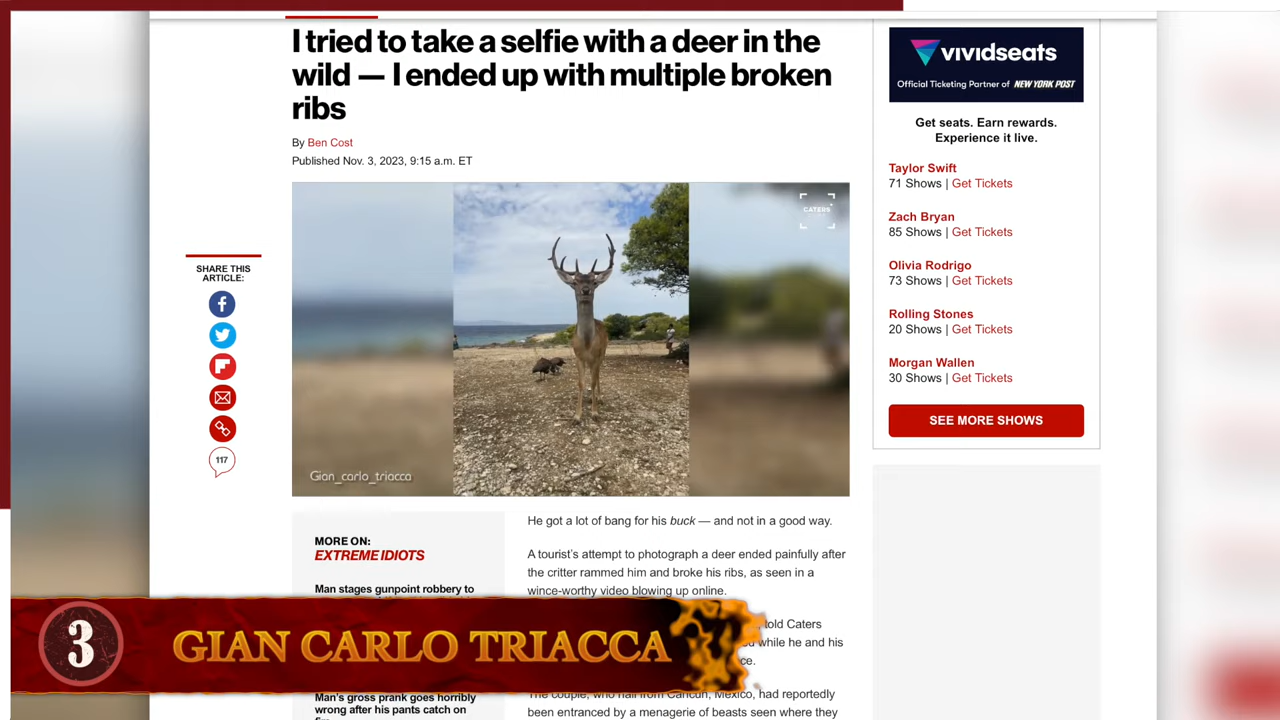 I tried to take a selfie with a deer in the
wild — I ended up with multiple broken
ribs
By Ben Cost
Published Nov. 3, 2023, 9:15 a.m. ET
SHARE THIS
ARTICLE:
117
CATERS
Gian_carlo_triacca
MORE ON:
EXTREME IDIOTS
Man stages gunpoint robbery to
Man's gross prank goes horribly
wrong after his pants catch on
He got a lot of bang for his buck — and not in a good way.
A tourist's attempt to photograph a deer ended painfully after
the critter rammed him and broke his ribs, as seen in a
wince-worthy video blowing up online.
told Caters
while he and his
The couple, who hail from Cancun, Mexico, had reportedly
been entranced by a menagerie of beasts seen where they
vividseats
Official Ticketing Partner of NEW YORK POST
Get seats. Earn rewards.
Experience it live.
Taylor Swift
71 Shows | Get Tickets
Zach Bryan
85 Shows | Get Tickets
Olivia Rodrigo
73 Shows | Get Tickets
Rolling Stones
20 Shows | Get Tickets
Morgan Wallen
30 Shows | Get Tickets
SEE MORE SHOWS
3
GIAN CARLO TRIACCA